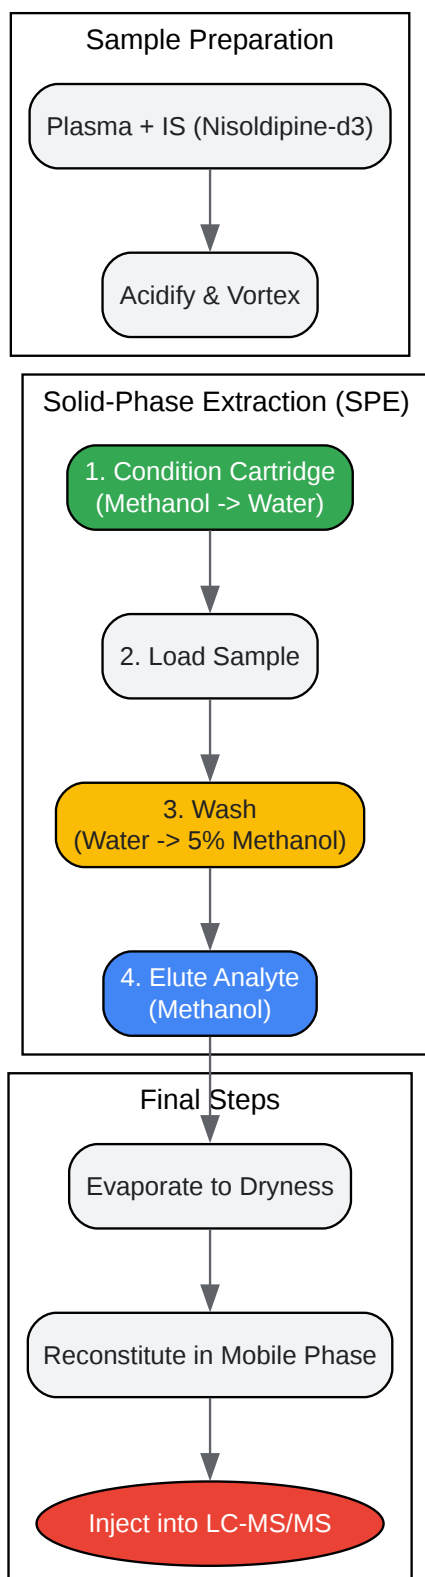 Sample Preparation
Plasma + IS (Nisoldipine-d3)
Acidify & Vortex
Solid-Phase Extraction (SPE)
1. Condition Cartridge
(Methanol -> Water)
2. Load Sample
3. Wash
(Water -> 5% Methanol)
4. Elute Analyte
(Methanol)
Final Steps
Evaporate to Dryness
Reconstitute in Mobile Phase
Inject into LC-MS/MS